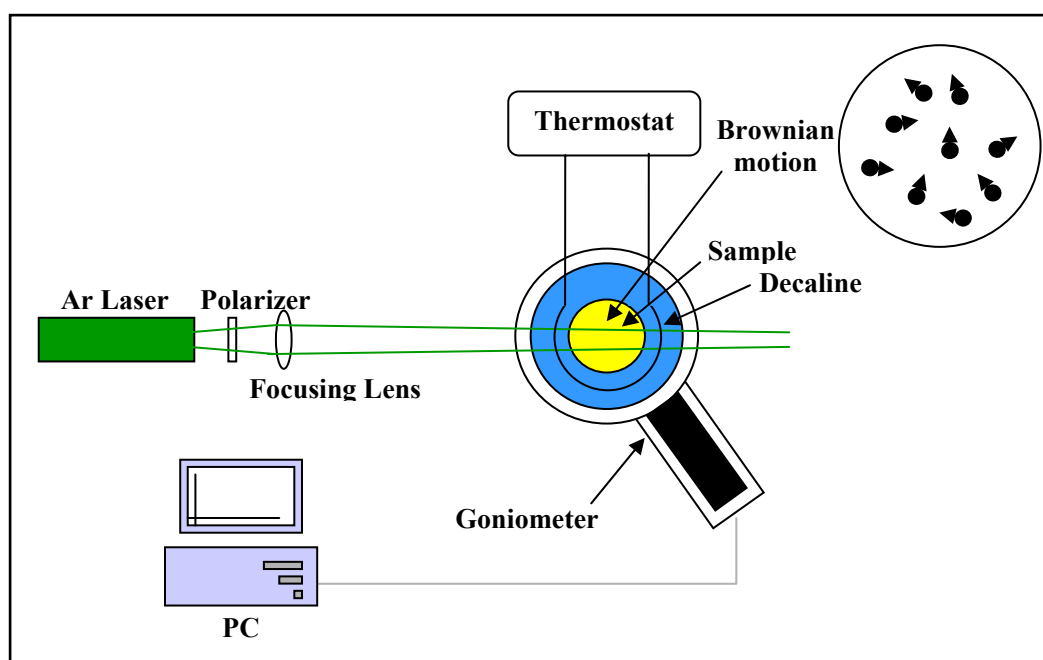 Thermostat
Brownian
motion
Sample
Decaline
Ar Laser
Polarizer
Focusing Lens
Goniometer
PC